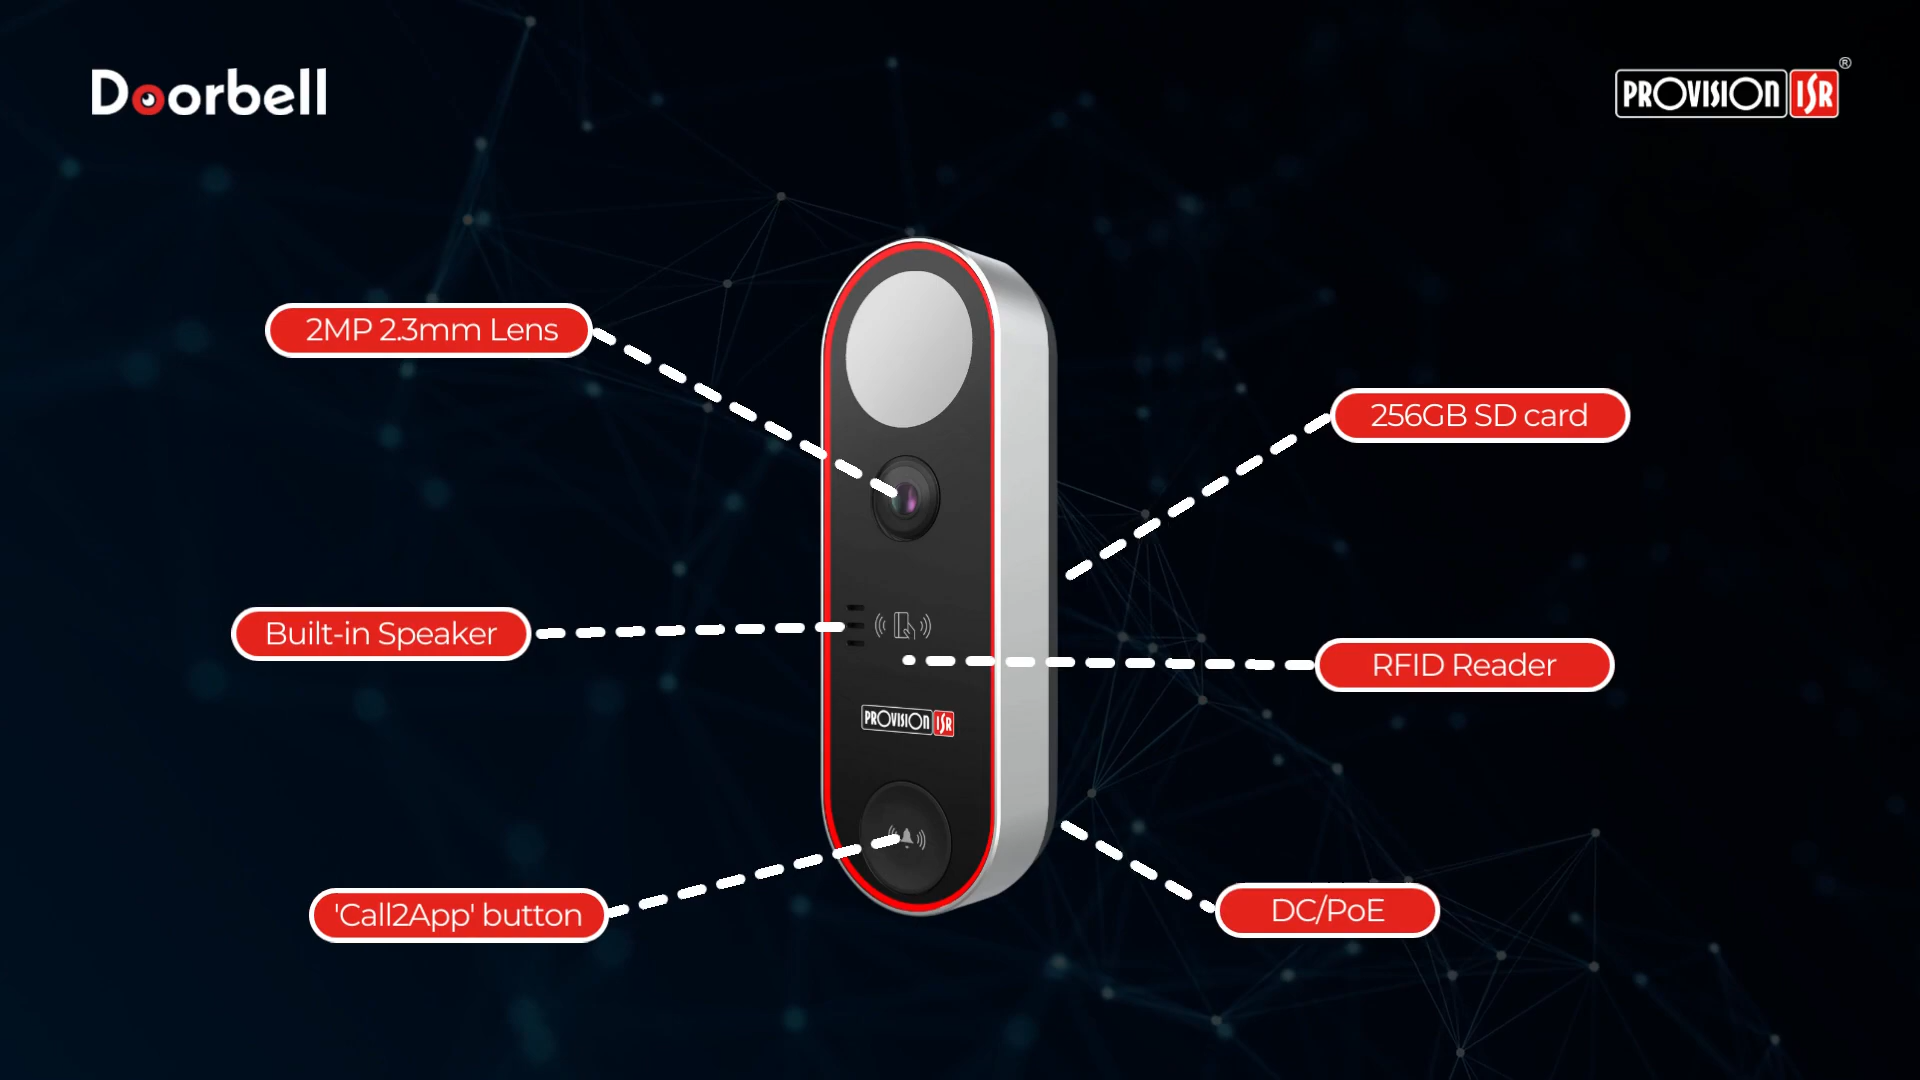 Doorbell
PROVISION ISR ®
2MP 2.3mm Lens
256GB SD card
Built-in Speaker
RFID Reader
PROVISION ISR
'Call2App' button
DC/PoE